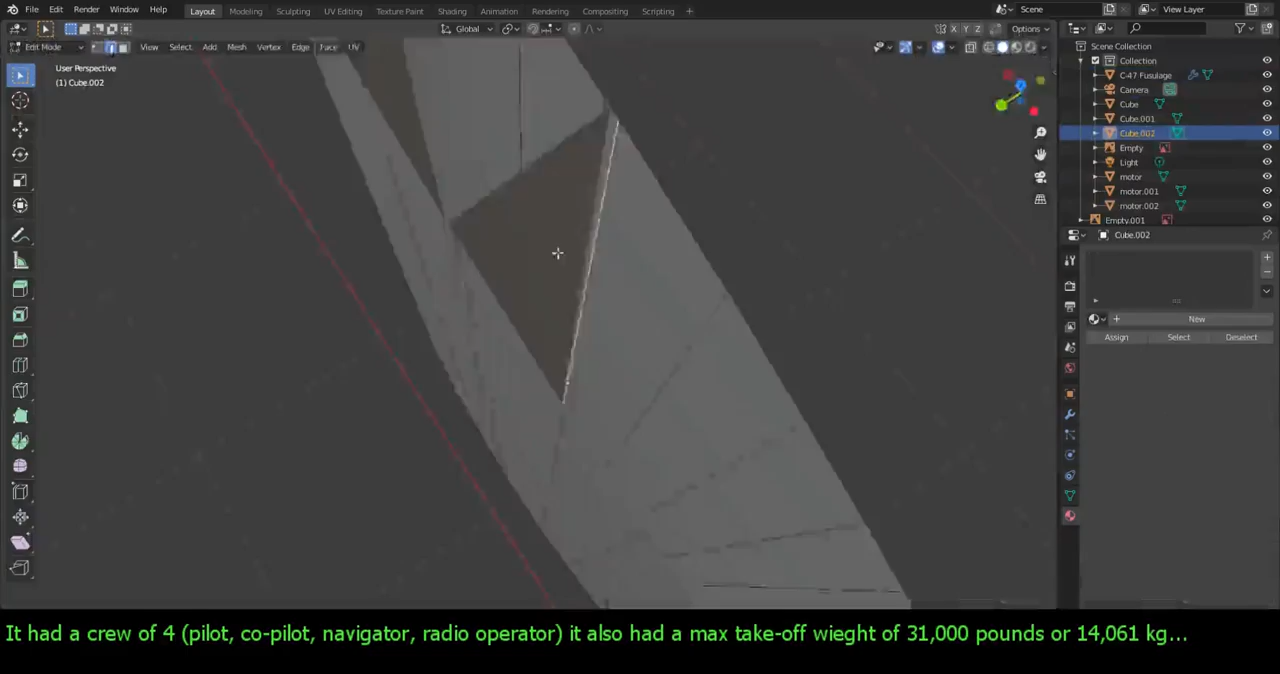 File Edit Render Window Help Layout Modeling Sculpting UV Editing Texture Paint Shading Animation Rendering Compositing Scripting + Scene View Layer
Global X Y Z Options
Edit Mode View Select Add Mesh Vertex Edge Face UV
User Perspective
(1) Cube.002
Scene Collection
Collection
C-47 Fusulage
Camera
Cube
Cube.001
Cube.002
Empty
Light
motor
motor.001
motor.002
Empty.001
Cube.002
New
Assign Select Deselect
It had a crew of 4 (pilot, co-pilot, navigator, radio operator) it also had a max take-off wieght of 31,000 pounds or 14,061 kg...